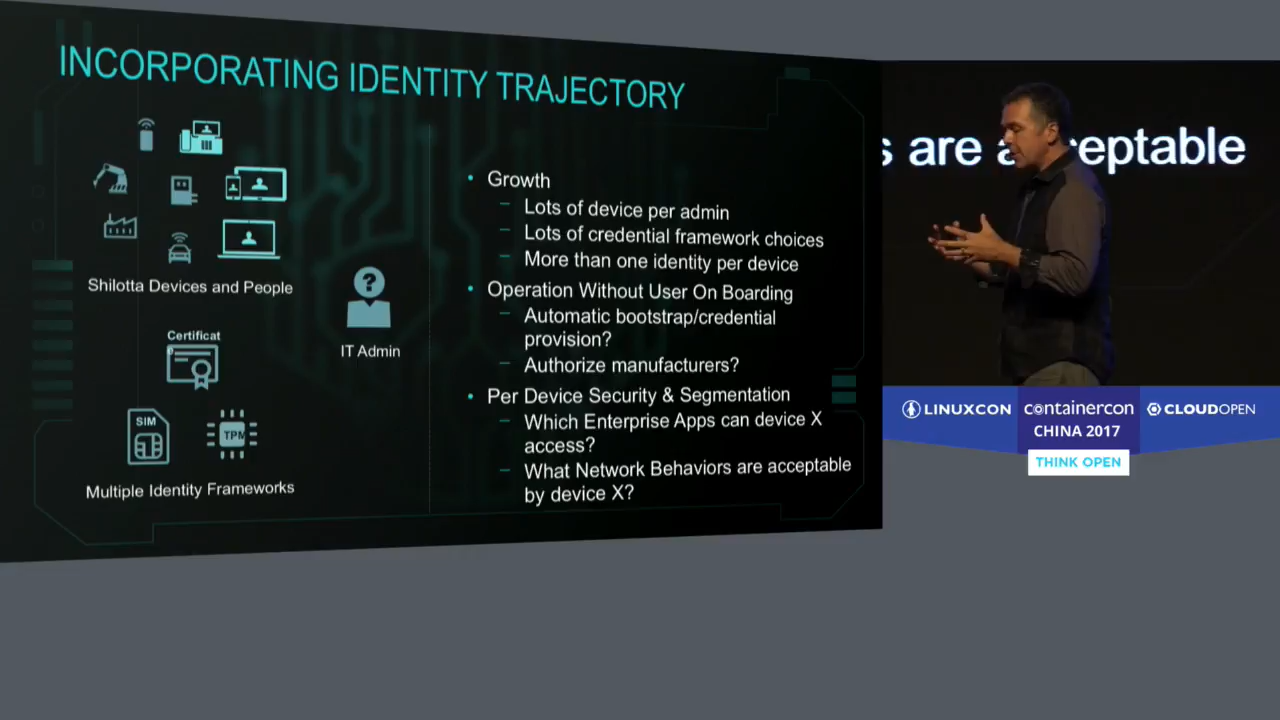 INCORPORATING IDENTITY TRAJECTORY
Shilotta Devices and People
Certificat
SIM
TPM
Multiple Identity Frameworks
?
IT Admin
• Growth
– Lots of device per admin
– Lots of credential framework choices
– More than one identity per device
• Operation Without User On Boarding
– Automatic bootstrap/credential
provision?
– Authorize manufacturers?
• Per Device Security & Segmentation
– Which Enterprise Apps can device X
access?
– What Network Behaviors are acceptable
by device X?
s are acceptable
LINUXCON
containercon
CLOUDOPEN
CHINA 2017
THINK OPEN